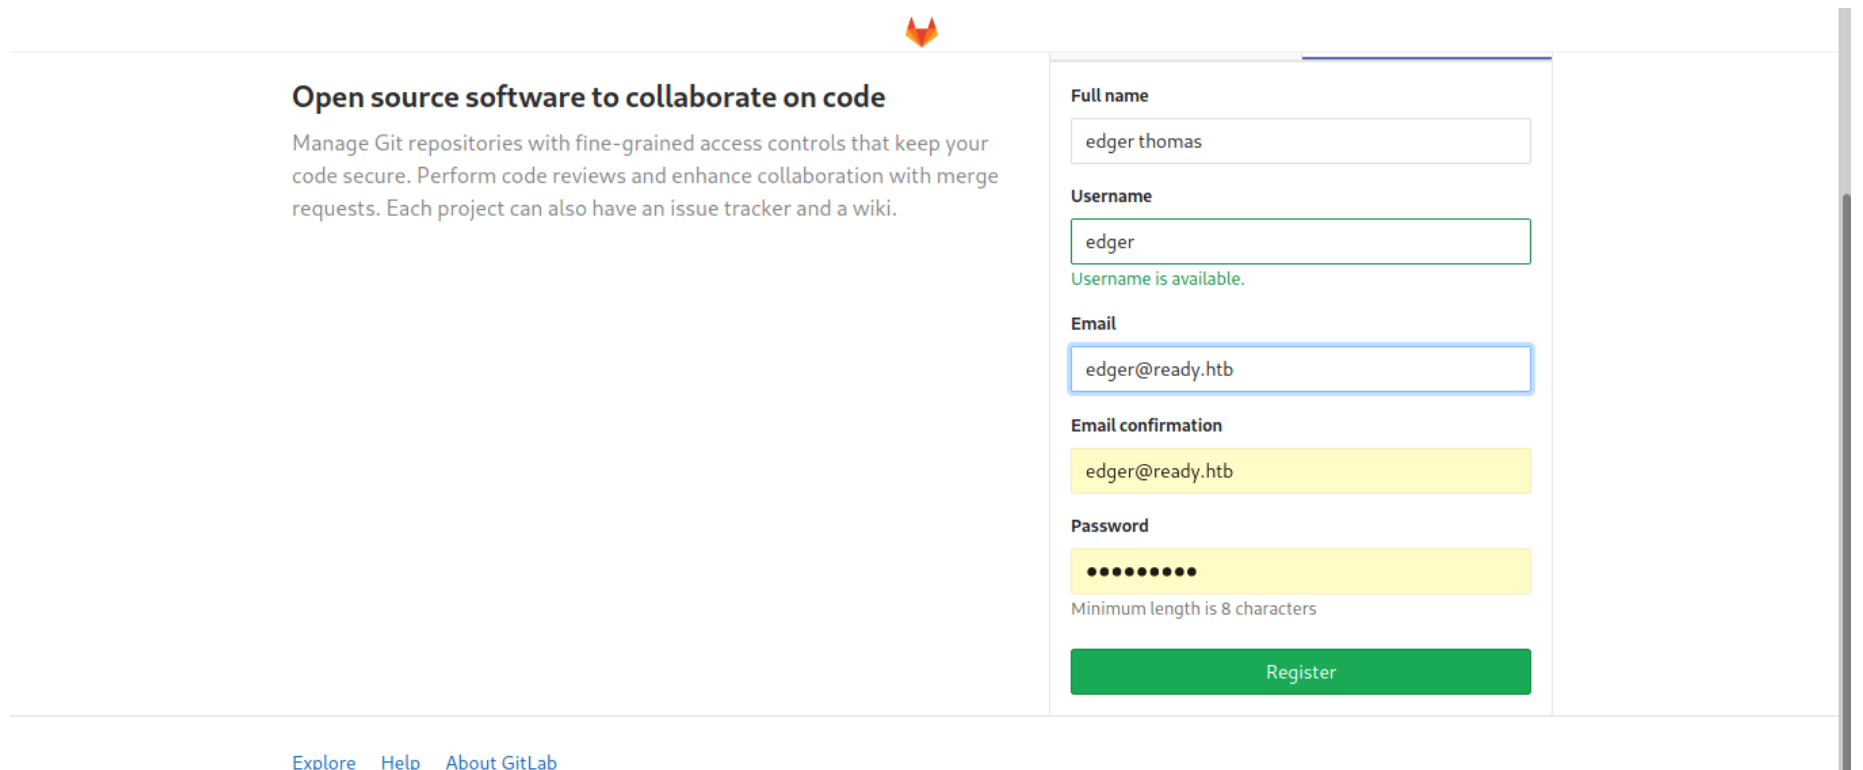 Open source software to collaborate on code
Manage Git repositories with fine-grained access controls that keep your
code secure. Perform code reviews and enhance collaboration with merge
requests. Each project can also have an issue tracker and a wiki.
Full name
edger thomas
Username
edger
Username is available.
Email
edger@ready.htb
Email confirmation
edger@ready.htb
Password
•••••••••
Minimum length is 8 characters
Register
Explore Help About GitLab